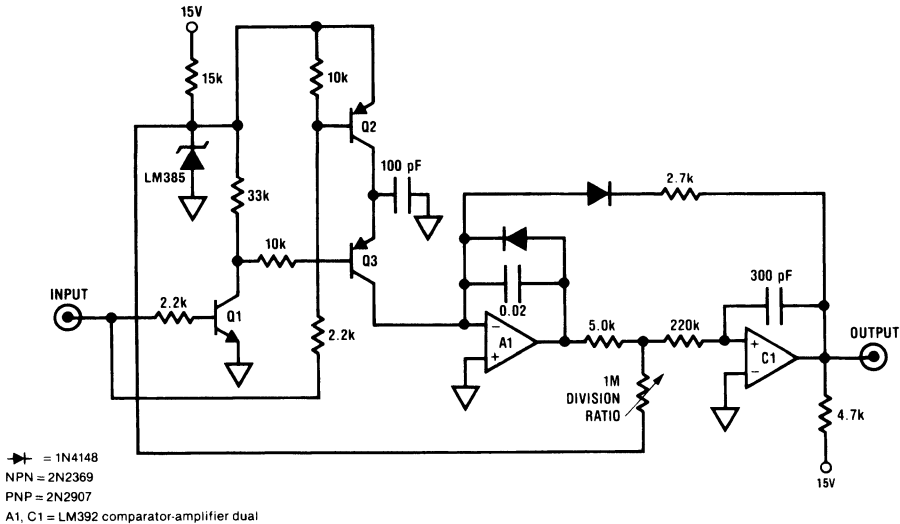 15V
15k
10k
Q2
LM385
33k
100 pF
2.7k
10k
Q3
INPUT
2.2k
Q1
2.2k
0.02
−
A1
+
5.0k
220k
300 pF
+
C1
−
OUTPUT
1M
DIVISION
RATIO
4.7k
15V
= 1N4148
NPN = 2N2369
PNP = 2N2907
A1, C1 = LM392 comparator-amplifier dual